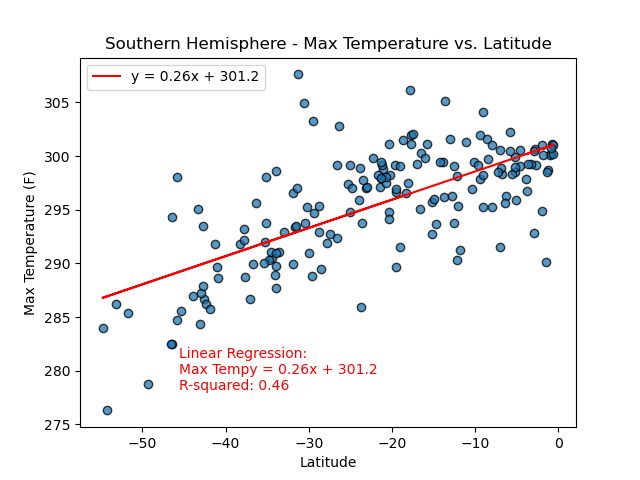 Southern Hemisphere - Max Temperature vs. Latitude
y = 0.26x + 301.2
305
300
295
290
285
280
275
Max Temperature (F)
Linear Regression:
Max Tempy = 0.26x + 301.2
R-squared: 0.46
−50 −40 −30 −20 −10 0
Latitude